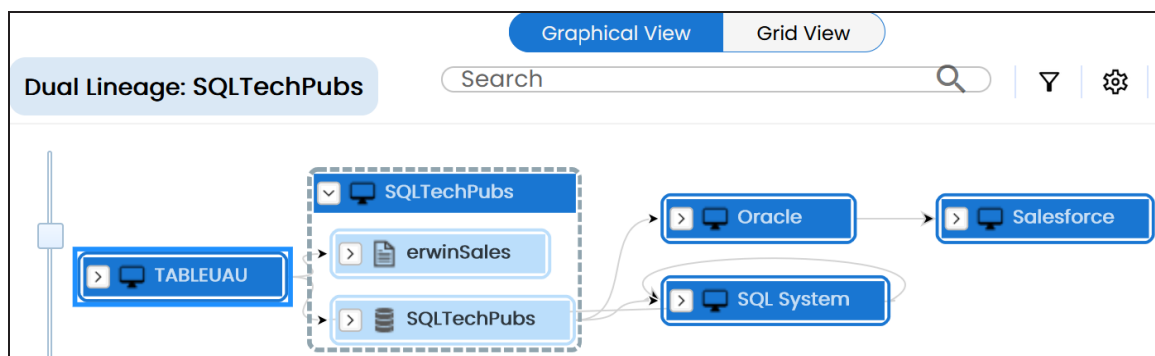 Graphical View
Grid View
Dual Lineage: SQLTechPubs
Search
SQLTechPubs
erwinSales
SQLTechPubs
TABLEUAU
Oracle
Salesforce
SQL System